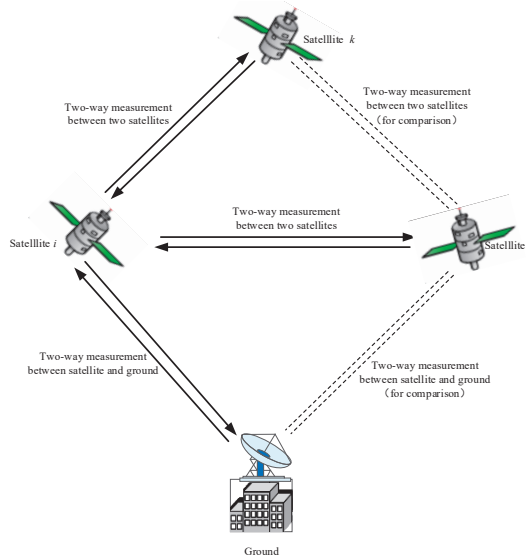 Satelllite k
Two-way measurement
between two satellites
Two-way measurement
between two satellites
（for comparison）
Two-way measurement
between two satellites
Satelllite i
Satelllite
Two-way measurement
between satellite and ground
Two-way measurement
between satellite and ground
（for comparison）
Ground